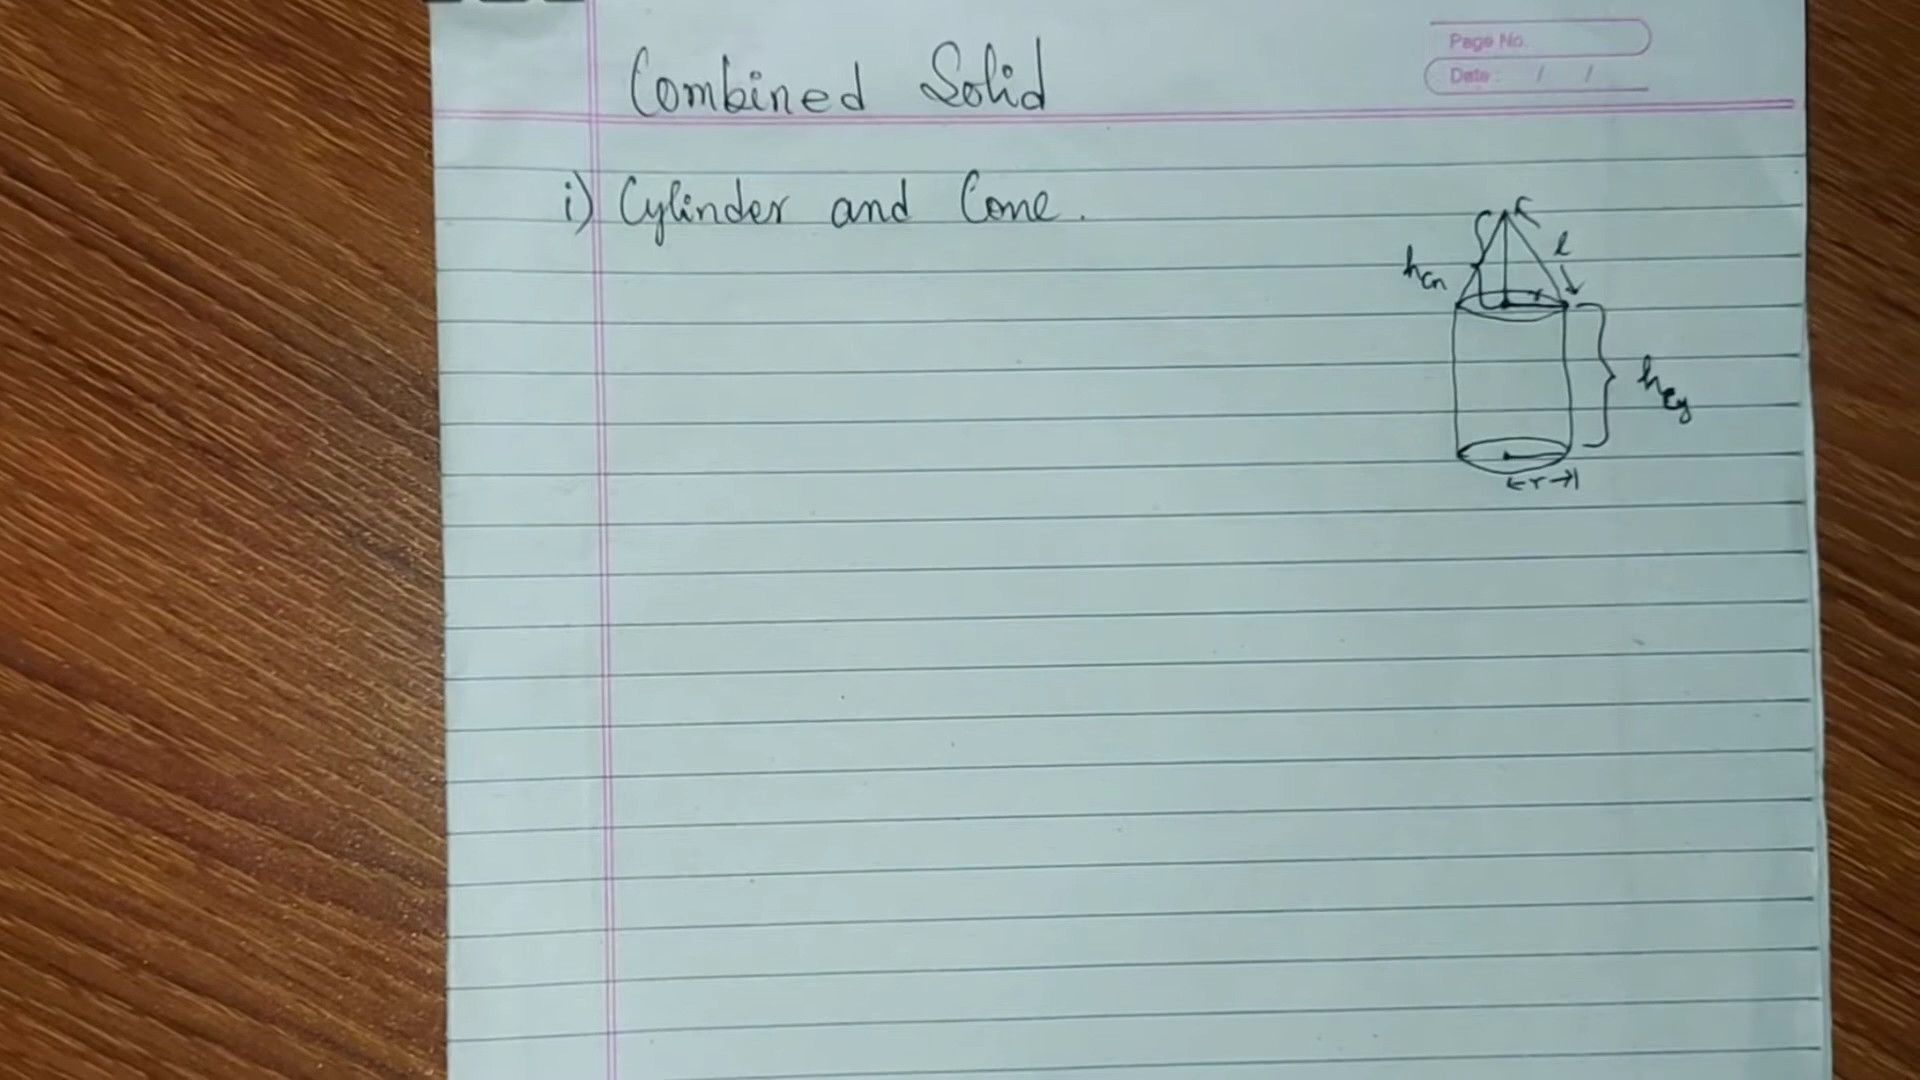 Page No.
Combined Solid
Date : / /
i) Cylinder and Cone.
l
hcn
r
hcy
r